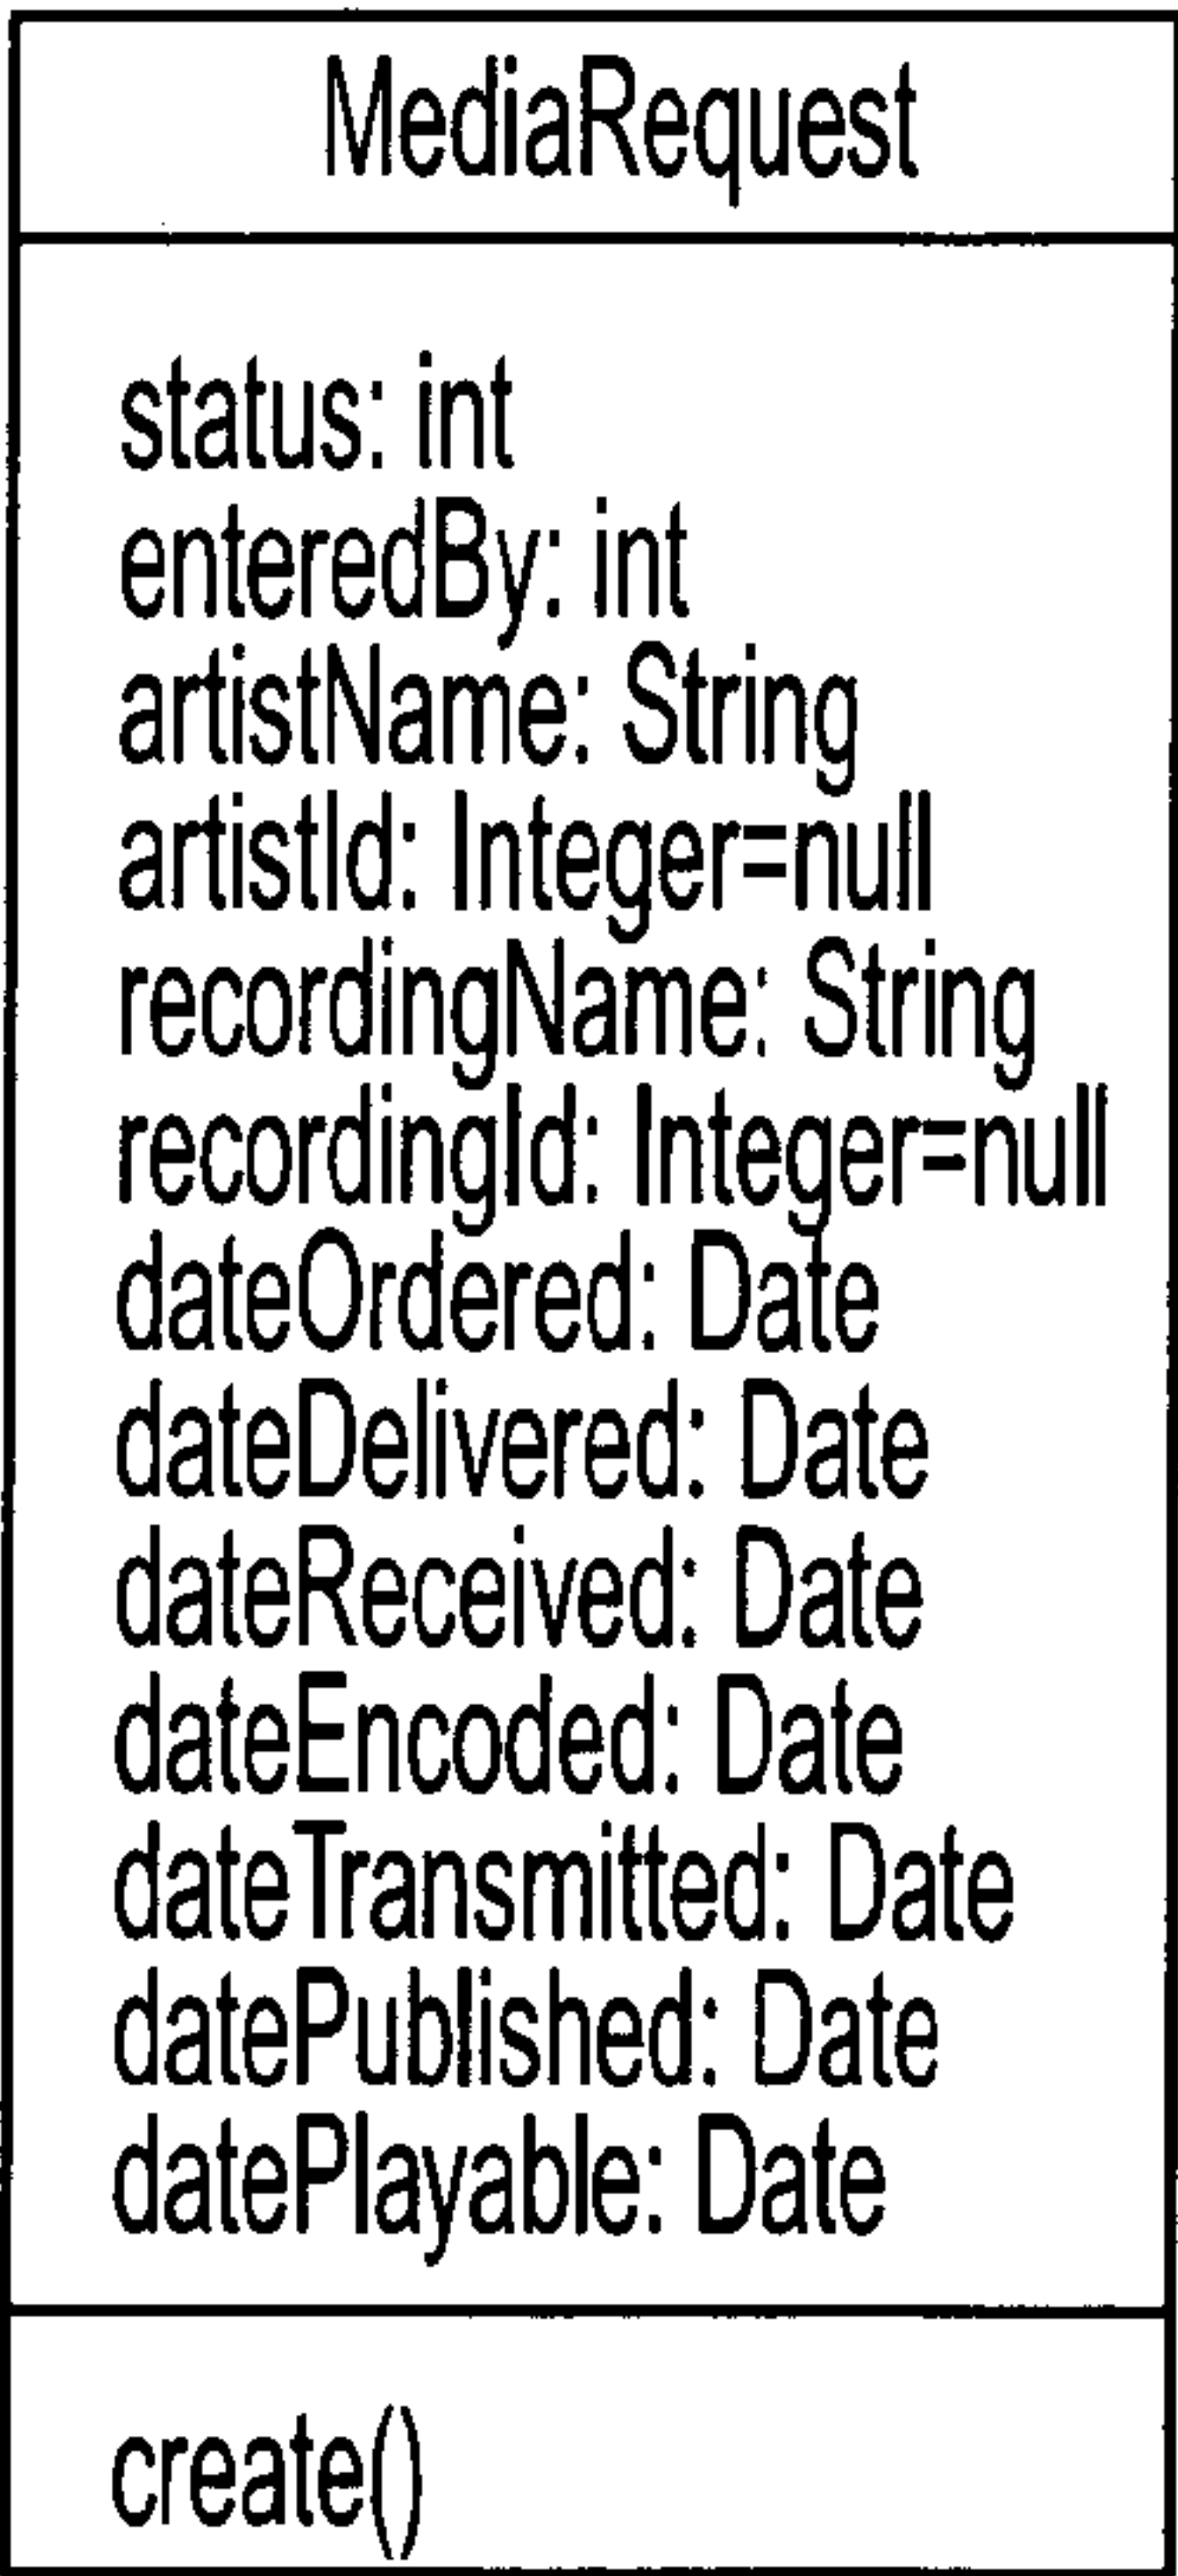 MediaRequest
status: int
enteredBy: int
artistName: String
artistId: Integer=null
recordingName: String
recordingId: Integer=null
dateOrdered: Date
dateDelivered: Date
dateReceived: Date
dateEncoded: Date
dateTransmitted: Date
datePublished: Date
datePlayable: Date
create()